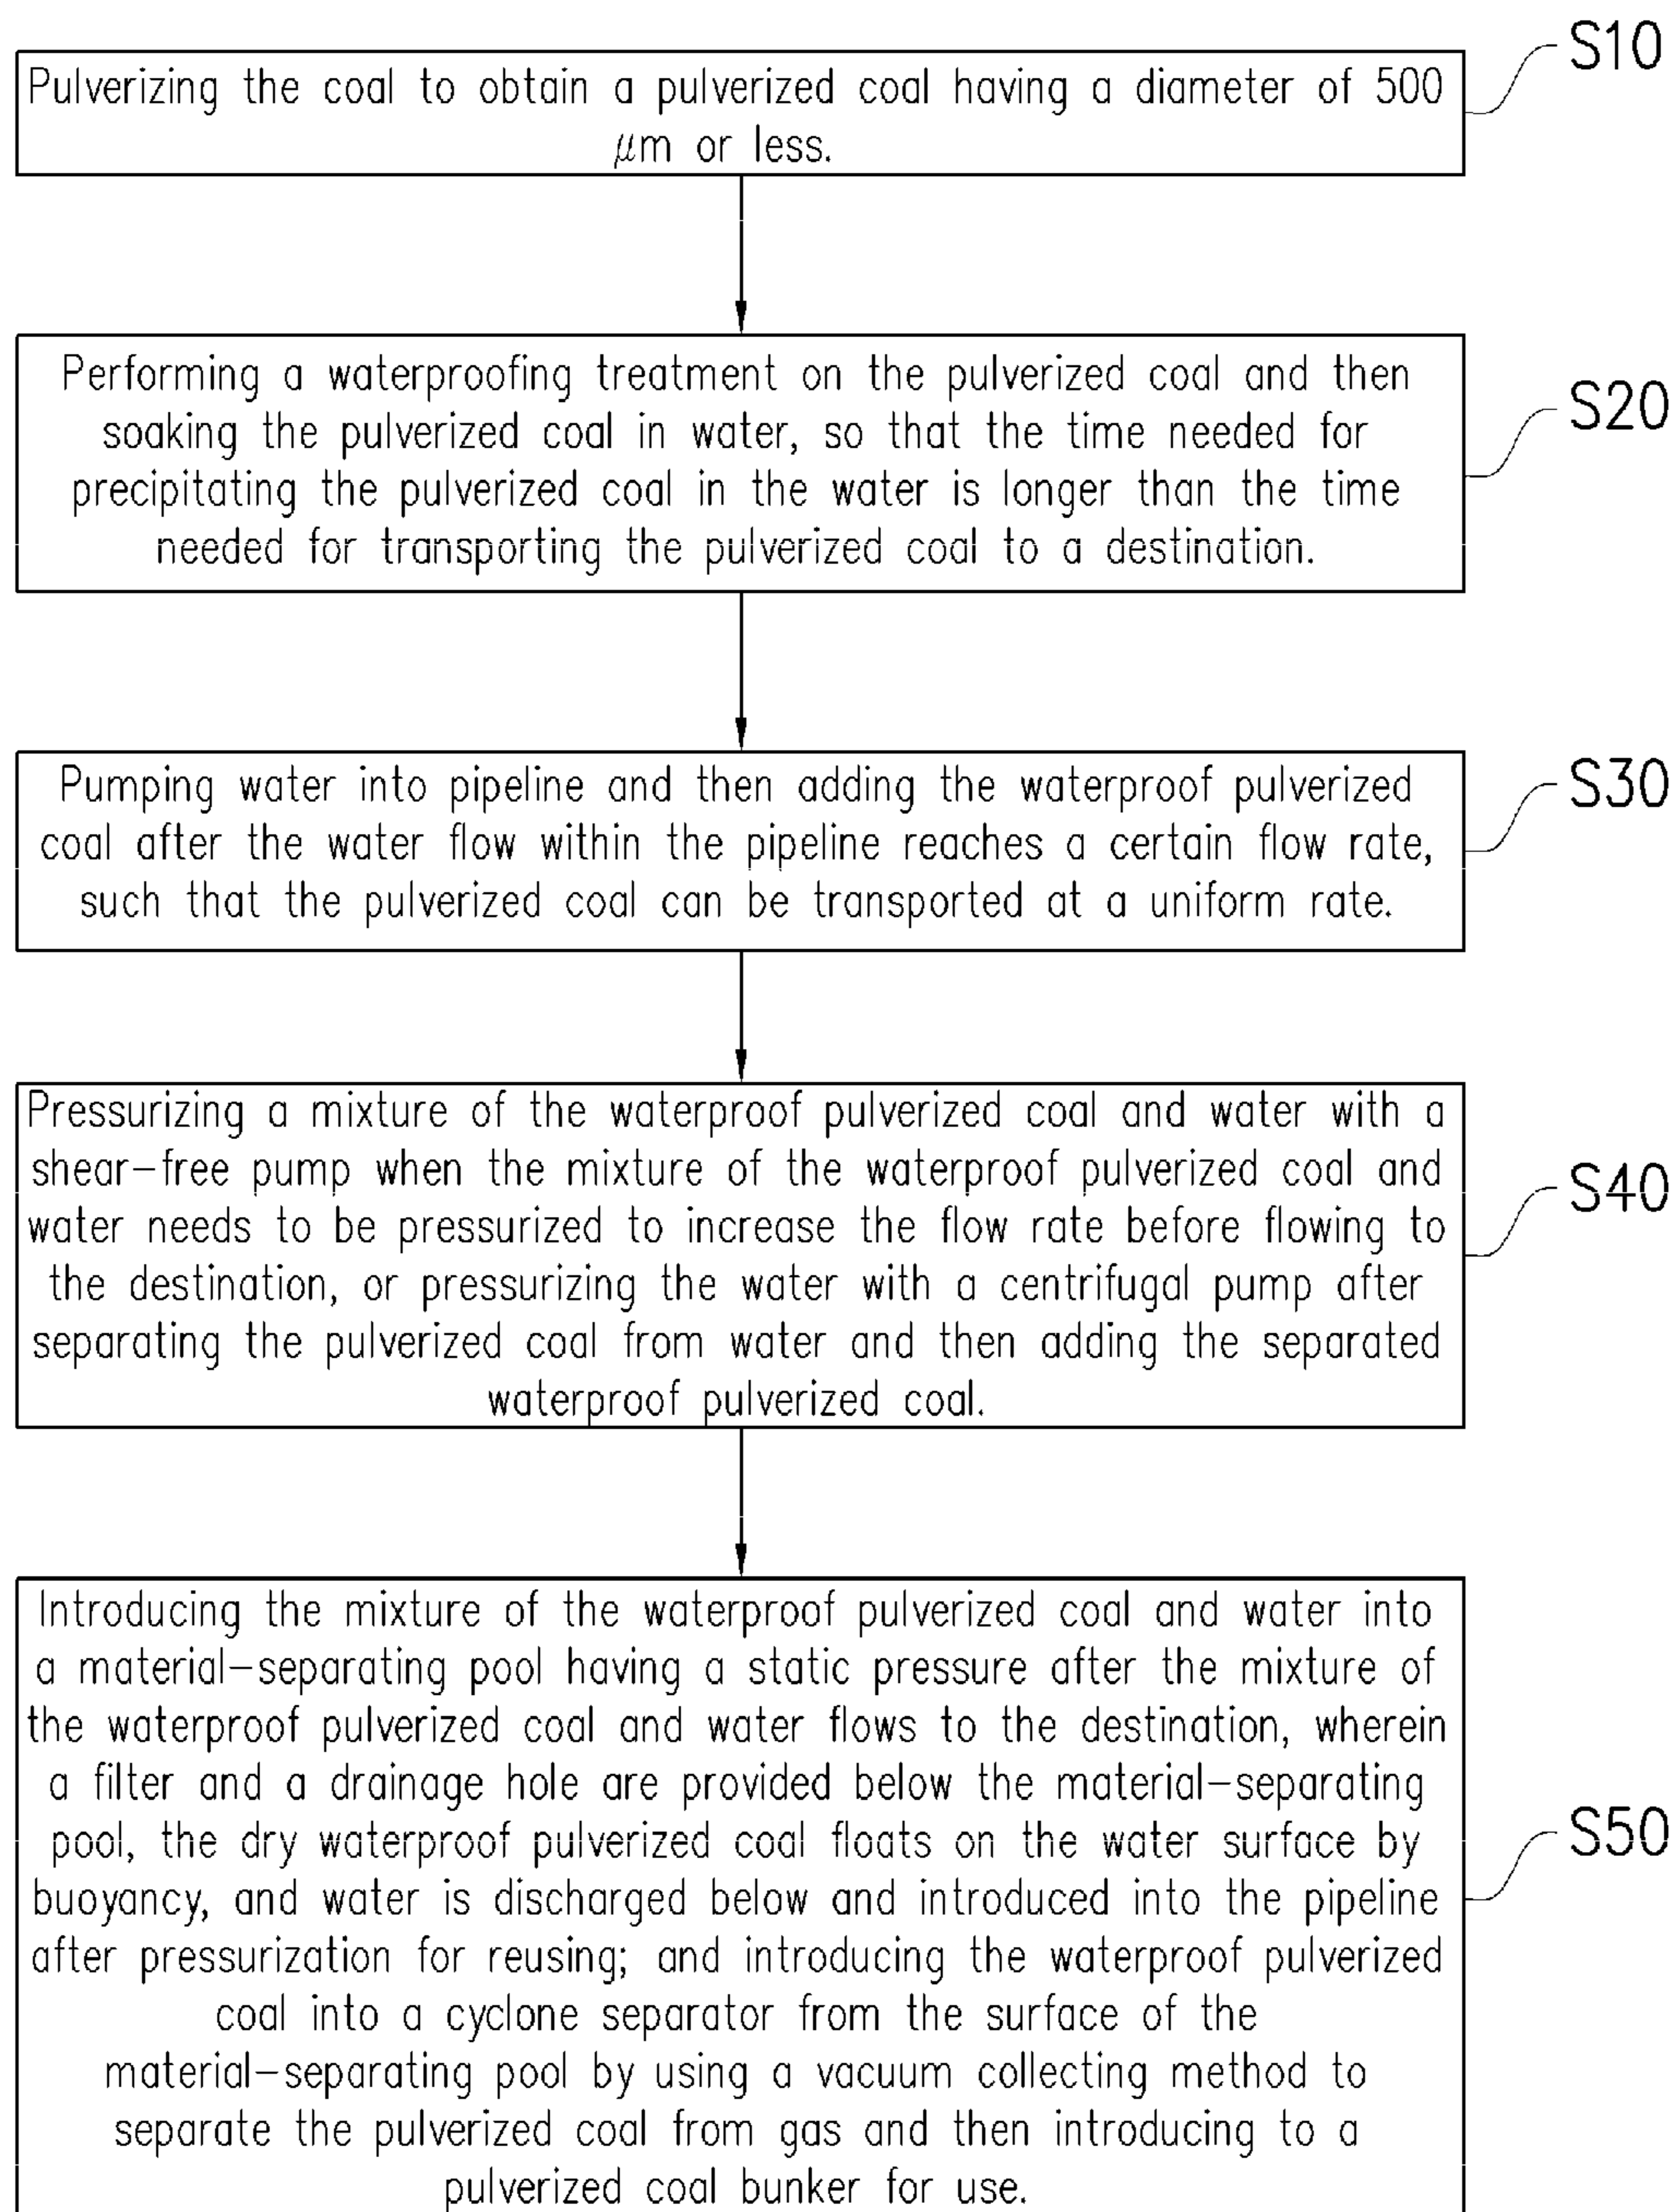 S10
Pulverizing the coal to obtain a pulverized coal having a diameter of 500
μm or less.
S20
Performing a waterproofing treatment on the pulverized coal and then
soaking the pulverized coal in water, so that the time needed for
precipitating the pulverized coal in the water is longer than the time
needed for transporting the pulverized coal to a destination.
S30
Pumping water into pipeline and then adding the waterproof pulverized
coal after the water flow within the pipeline reaches a certain flow rate,
such that the pulverized coal can be transported at a uniform rate.
S40
Pressurizing a mixture of the waterproof pulverized coal and water with a
shear-free pump when the mixture of the waterproof pulverized coal and
water needs to be pressurized to increase the flow rate before flowing to
the destination, or pressurizing the water with a centrifugal pump after
separating the pulverized coal from water and then adding the separated
waterproof pulverized coal.
S50
Introducing the mixture of the waterproof pulverized coal and water into
a material-separating pool having a static pressure after the mixture of
the waterproof pulverized coal and water flows to the destination, wherein
a filter and a drainage hole are provided below the material-separating
pool, the dry waterproof pulverized coal floats on the water surface by
buoyancy, and water is discharged below and introduced into the pipeline
after pressurization for reusing; and introducing the waterproof pulverized
coal into a cyclone separator from the surface of the
material-separating pool by using a vacuum collecting method to
separate the pulverized coal from gas and then introducing to a
pulverized coal bunker for use.